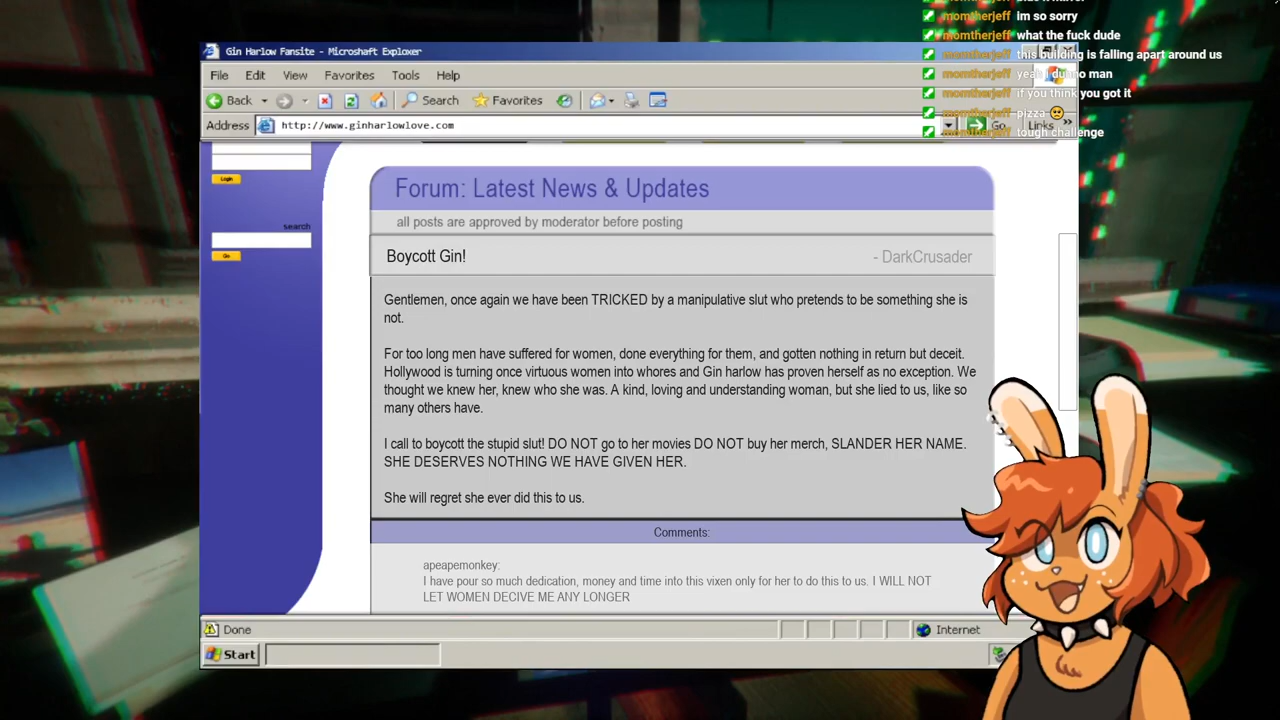 momtherjeff im so sorry
momtherjeff what the fuck dude
momtherjeff this building is falling apart around us
momtherjeff yeah i dunno man
momtherjeff if you think you got it
momtherjeff pizza 🥺
momtherjeff tough challenge
Gin Harlow Fansite - Microshaft Exploxer
File Edit View Favorites Tools Help
Back Search Favorites
Address http://www.ginharlowlove.com Go Links »
Login
search
Go
Forum: Latest News & Updates
all posts are approved by moderator before posting
Boycott Gin! - DarkCrusader
Gentlemen, once again we have been TRICKED by a manipulative slut who pretends to be something she is
not.
For too long men have suffered for women, done everything for them, and gotten nothing in return but deceit.
Hollywood is turning once virtuous women into whores and Gin harlow has proven herself as no exception. We
thought we knew her, knew who she was. A kind, loving and understanding woman, but she lied to us, like so
many others have.
I call to boycott the stupid slut! DO NOT go to her movies DO NOT buy her merch, SLANDER HER NAME.
SHE DESERVES NOTHING WE HAVE GIVEN HER.
She will regret she ever did this to us.
Comments:
apeapemonkey:
I have pour so much dedication, money and time into this vixen only for her to do this to us. I WILL NOT
LET WOMEN DECIVE ME ANY LONGER
Done Internet
Start